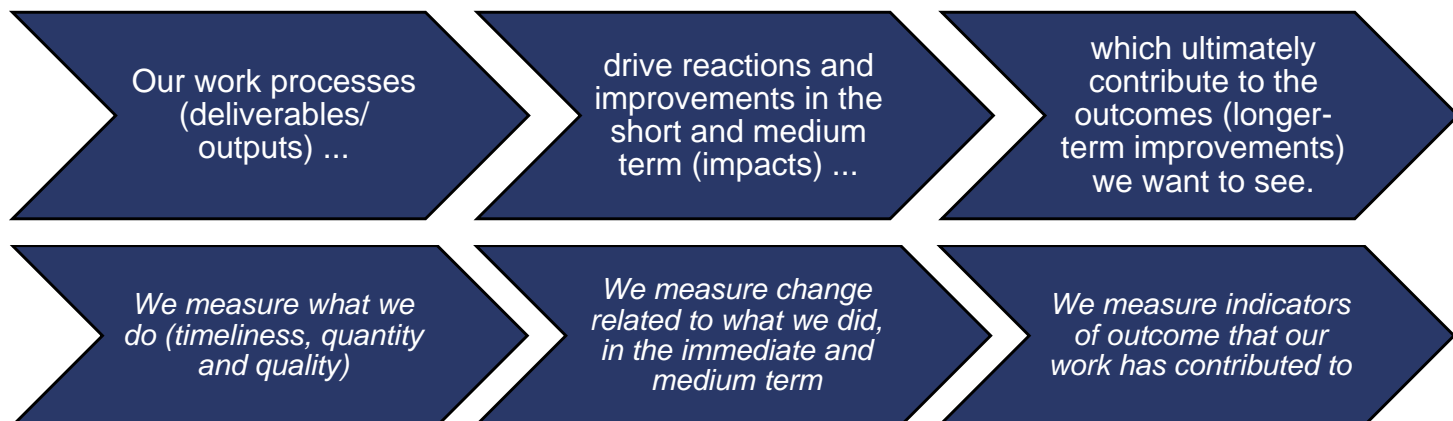 Our work processes
(deliverables/
outputs) ...
drive reactions and
improvements in the
short and medium
term (impacts) ...
which ultimately
contribute to the
outcomes (longer-
term improvements)
we want to see.
We measure what we
do (timeliness, quantity
and quality)
We measure change
related to what we did,
in the immediate and
medium term
We measure indicators
of outcome that our
work has contributed to